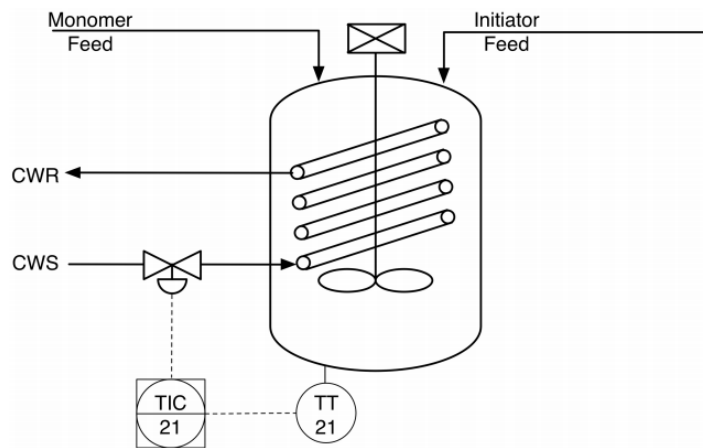 Monomer
Feed
Initiator
Feed
CWR
CWS
TIC
21
TT
21